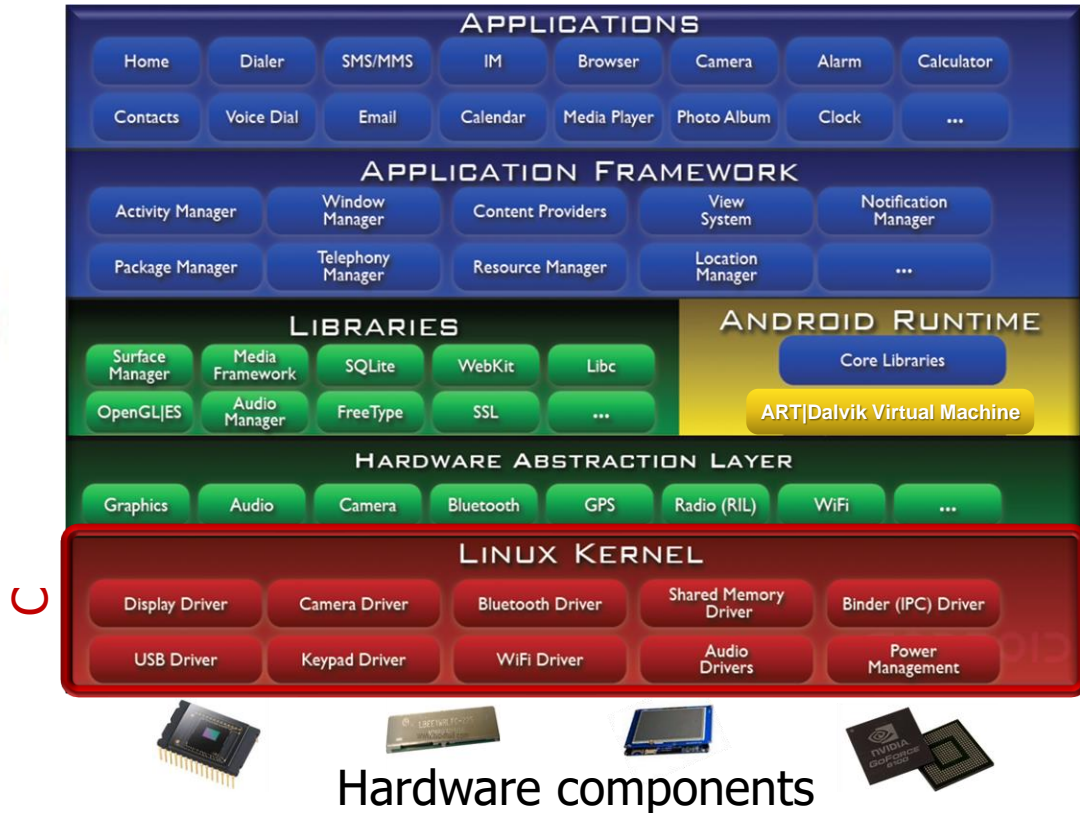 APPLICATIONS
Home Dialer SMS/MMS IM Browser Camera Alarm Calculator
Contacts Voice Dial Email Calendar Media Player Photo Album Clock ...
APPLICATION FRAMEWORK
Activity Manager Window Manager Content Providers View System Notification Manager
Package Manager Telephony Manager Resource Manager Location Manager ...
LIBRARIES
Surface Manager Media Framework SQLite WebKit Libc
OpenGL|ES Audio Manager FreeType SSL ...
ANDROID RUNTIME
Core Libraries
ART|Dalvik Virtual Machine
HARDWARE ABSTRACTION LAYER
Graphics Audio Camera Bluetooth GPS Radio (RIL) WiFi ...
C
LINUX KERNEL
Display Driver Camera Driver Bluetooth Driver Shared Memory Driver Binder (IPC) Driver
USB Driver Keypad Driver WiFi Driver Audio Drivers Power Management
NVIDIA
GOFORCE
Hardware components